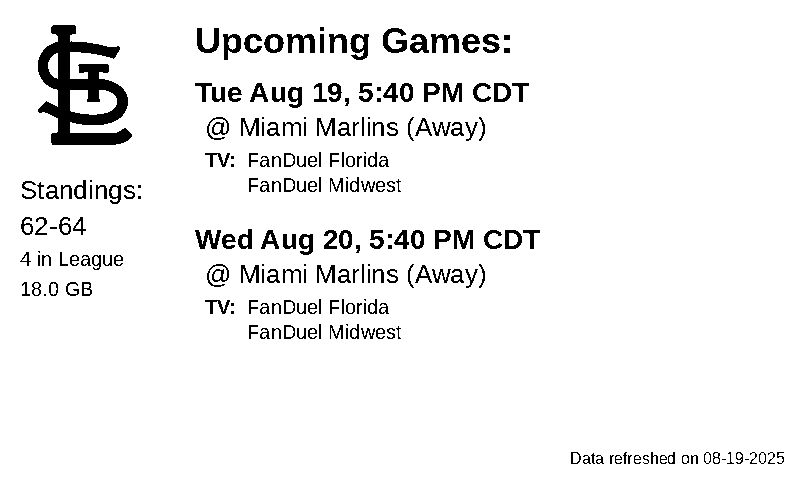 STL
Standings:
62-64
4 in League
18.0 GB
Upcoming Games:
Tue Aug 19, 5:40 PM CDT
@ Miami Marlins (Away)
TV: FanDuel Florida
FanDuel Midwest
Wed Aug 20, 5:40 PM CDT
@ Miami Marlins (Away)
TV: FanDuel Florida
FanDuel Midwest
Data refreshed on 08-19-2025